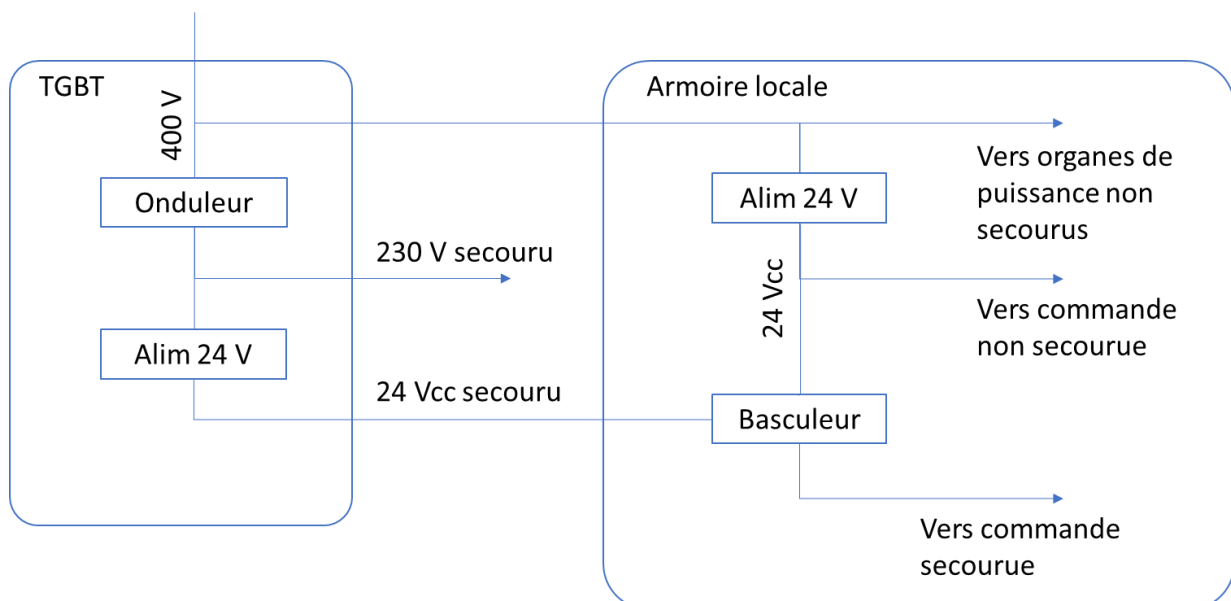 TGBT
400 V
Onduleur
230 V secouru
Alim 24 V
24 Vcc secouru
Armoire locale
Vers organes de
puissance non
secourus
Alim 24 V
24 Vcc
Vers commande
non secourue
Basculeur
Vers commande
secourue